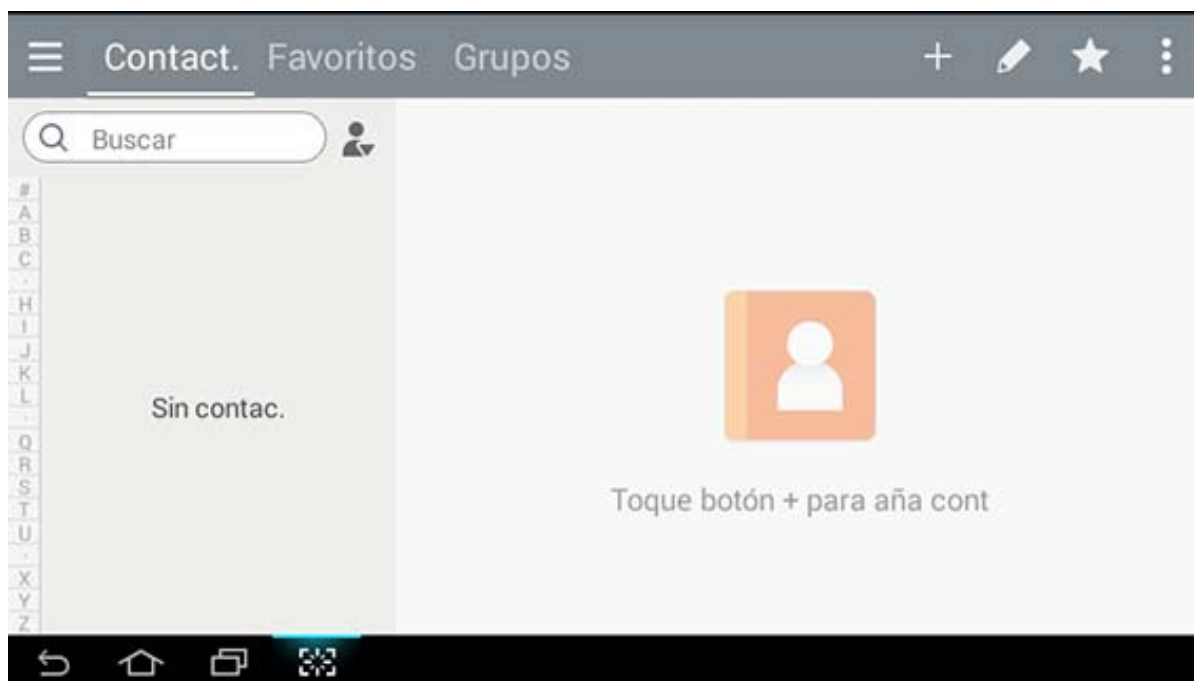 Contact. Favoritos Grupos
Buscar
#
A
B
C
·
H
I
J
K
L
·
Q
R
S
T
U
·
X
Y
Z
Sin contac.
Toque botón + para aña cont